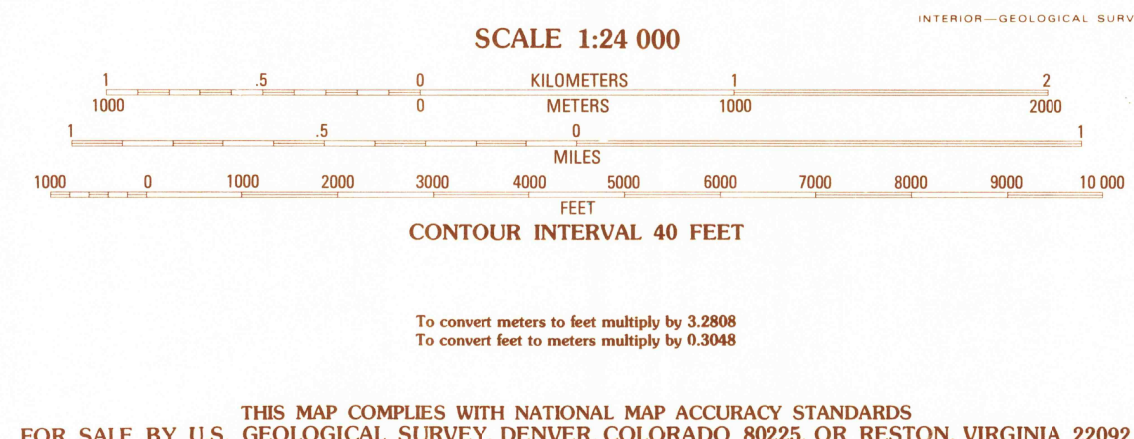 INTERIOR—GEOLOGICAL SURV
SCALE 1:24 000
1 .5 0 KILOMETERS 1 2
1000 0 METERS 1000 2000
1 .5 0 1
MILES
1000 0 1000 2000 3000 4000 5000 6000 7000 8000 9000 10 000
FEET
CONTOUR INTERVAL 40 FEET
To convert meters to feet multiply by 3.2808
To convert feet to meters multiply by 0.3048
THIS MAP COMPLIES WITH NATIONAL MAP ACCURACY STANDARDS
FOR SALE BY U.S. GEOLOGICAL SURVEY, DENVER, COLORADO 80225, OR RESTON, VIRGINIA 22092